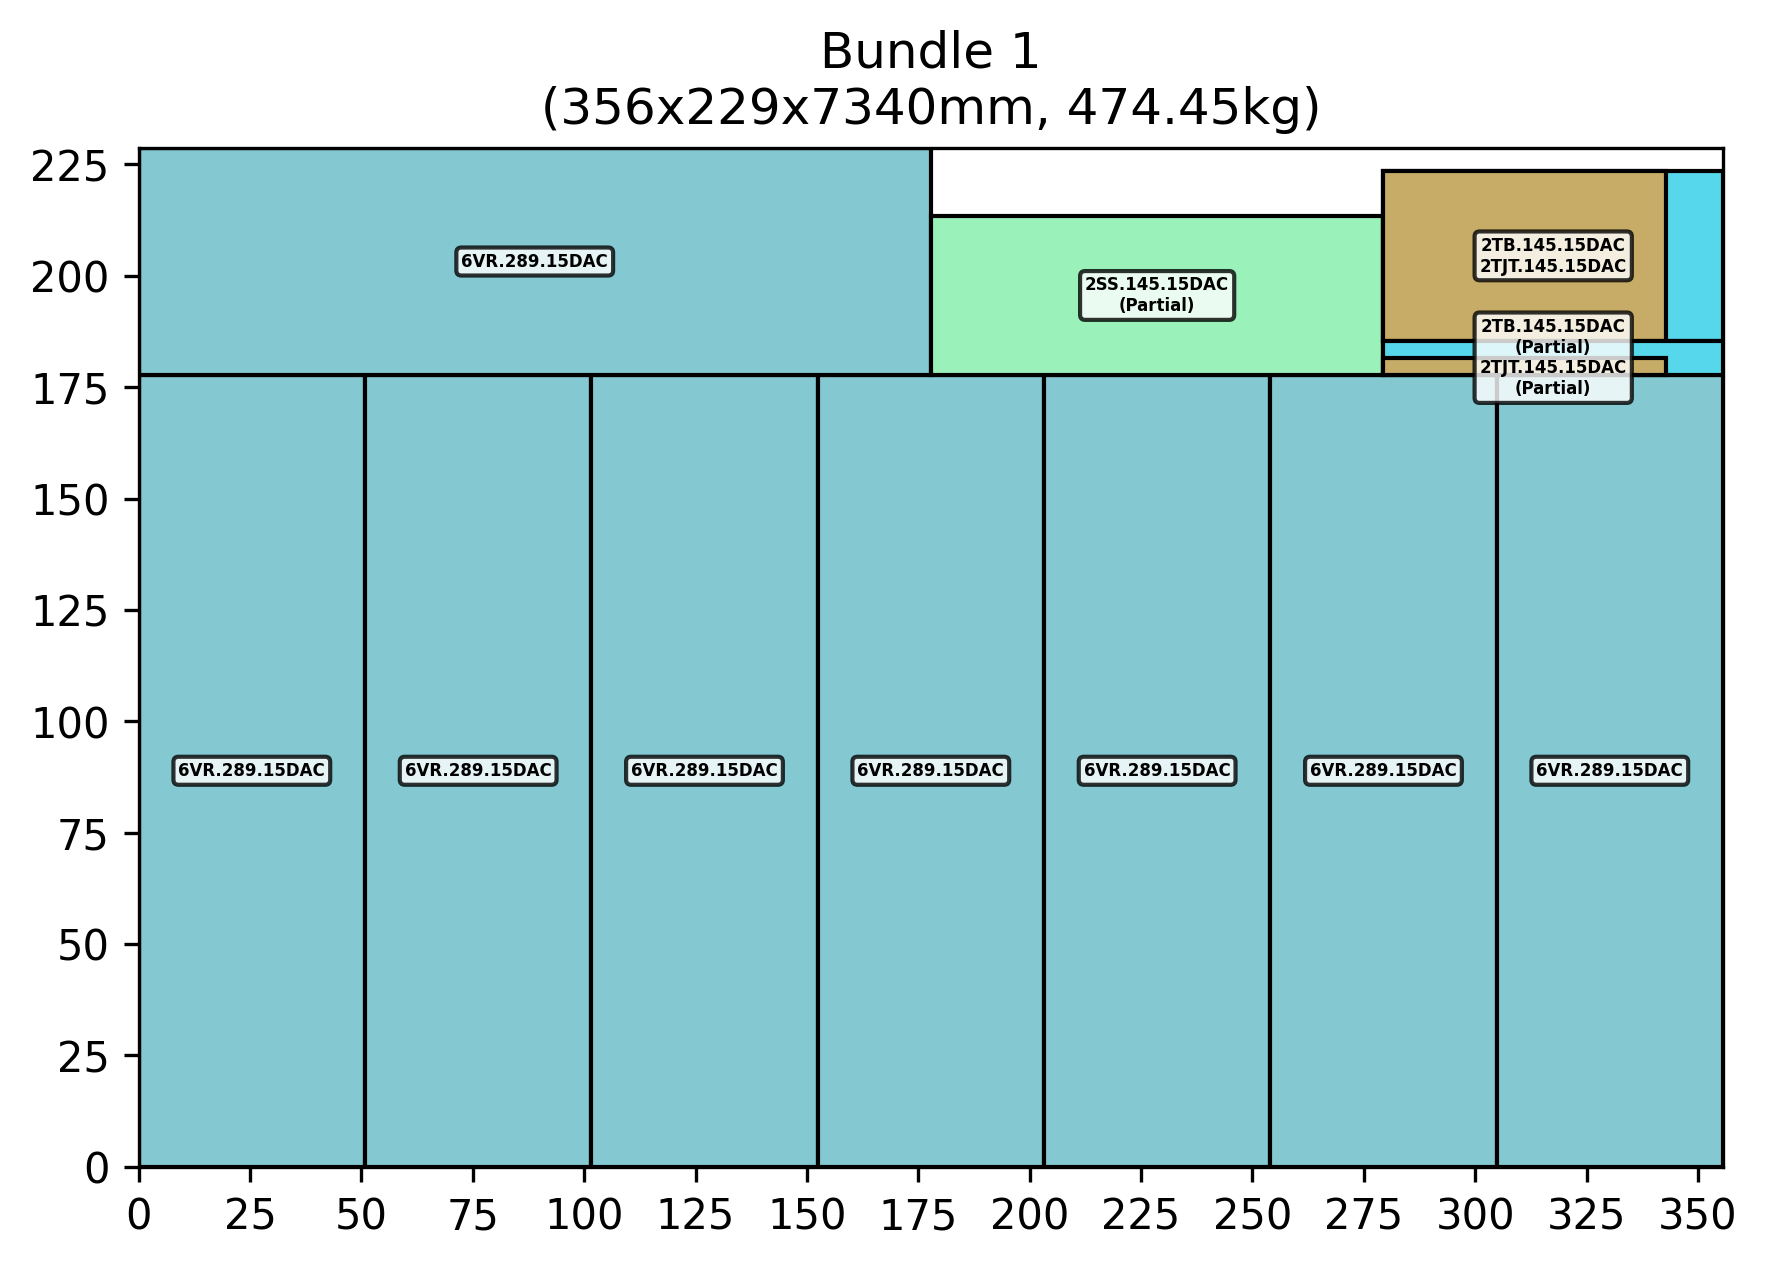 Bundle 1
(356x229x7340mm, 474.45kg)
225
200
175
150
125
100
75
50
25
0
6VR.289.15DAC
2SS.145.15DAC
(Partial)
2TB.145.15DAC
2TJT.145.15DAC
2TB.145.15DAC
(Partial)
2TJT.145.15DAC
(Partial)
6VR.289.15DAC
6VR.289.15DAC
6VR.289.15DAC
6VR.289.15DAC
6VR.289.15DAC
6VR.289.15DAC
6VR.289.15DAC
0
25
50
75
100
125
150
175
200
225
250
275
300
325
350